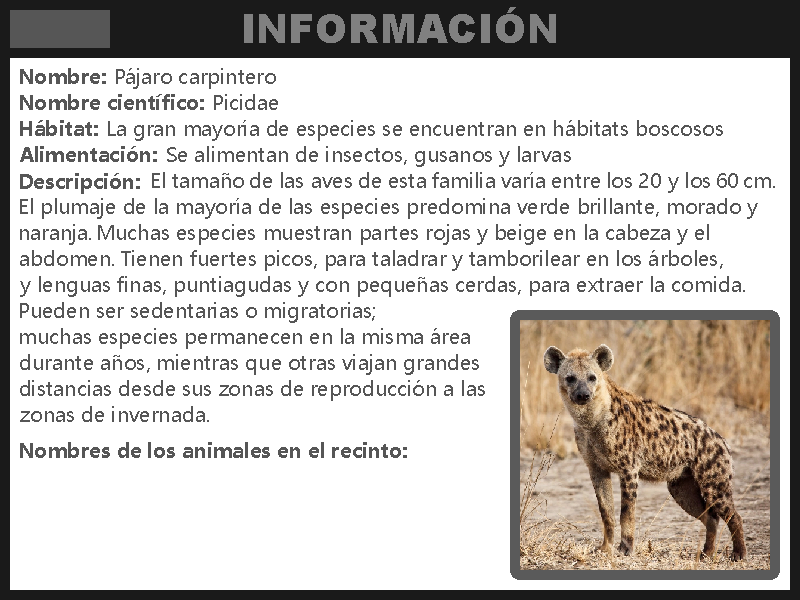 INFORMACIÓN
Nombre: Pájaro carpintero
Nombre científico: Picidae
Hábitat: La gran mayoría de especies se encuentran en hábitats boscosos
Alimentación: Se alimentan de insectos, gusanos y larvas
Descripción: El tamaño de las aves de esta familia varía entre los 20 y los 60 cm.
El plumaje de la mayoría de las especies predomina verde brillante, morado y
naranja. Muchas especies muestran partes rojas y beige en la cabeza y el
abdomen. Tienen fuertes picos, para taladrar y tamborilear en los árboles,
y lenguas finas, puntiagudas y con pequeñas cerdas, para extraer la comida.
Pueden ser sedentarias o migratorias;
muchas especies permanecen en la misma área
durante años, mientras que otras viajan grandes
distancias desde sus zonas de reproducción a las
zonas de invernada.
Nombres de los animales en el recinto: